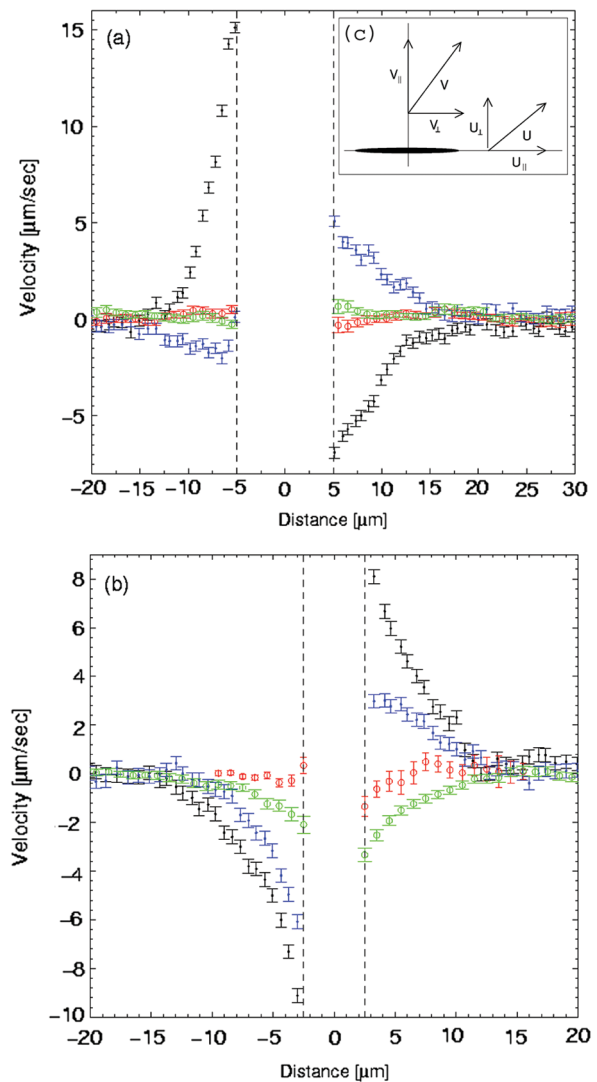 (a)
(c)
V||
V
V⊥
U⊥
U
U||
15
10
5
0
−5
Velocity [μm/sec]
−20 −15 −10 −5 0 5 10 15 20 25 30
Distance [μm]
(b)
8
6
4
2
0
−2
−4
−6
−8
−10
Velocity [μm/sec]
−20 −15 −10 −5 0 5 10 15 20
Distance [μm]